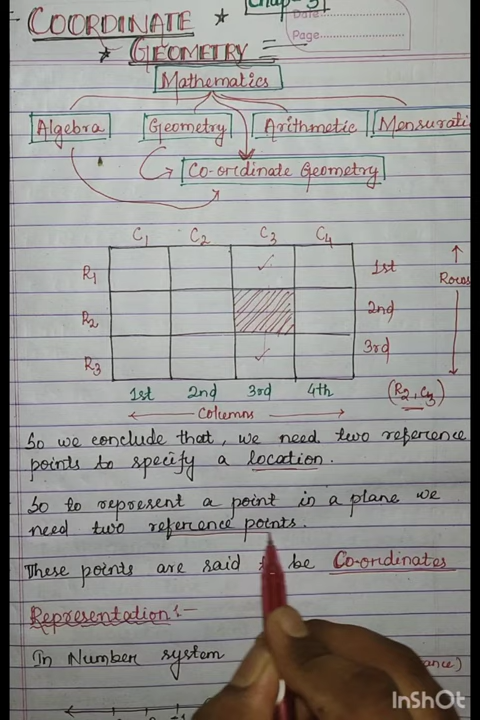 COORDINATE
Chap-3
GEOMETRY
Date
Page
Mathematics
Algebra Geometry Arithmetic
Co-ordinate Geometry
C1 C2 C3 C4
R1 1st
Rows
R2 2nd
R3 3rd
1st 2nd 3rd 4th (R2, C3)
Columns
So we conclude that, we need two reference
points to specify a location.
So to represent a point in a plane we
need two reference points.
These points are said be Co-ordinates
Representation:-
In Number system
InShOt